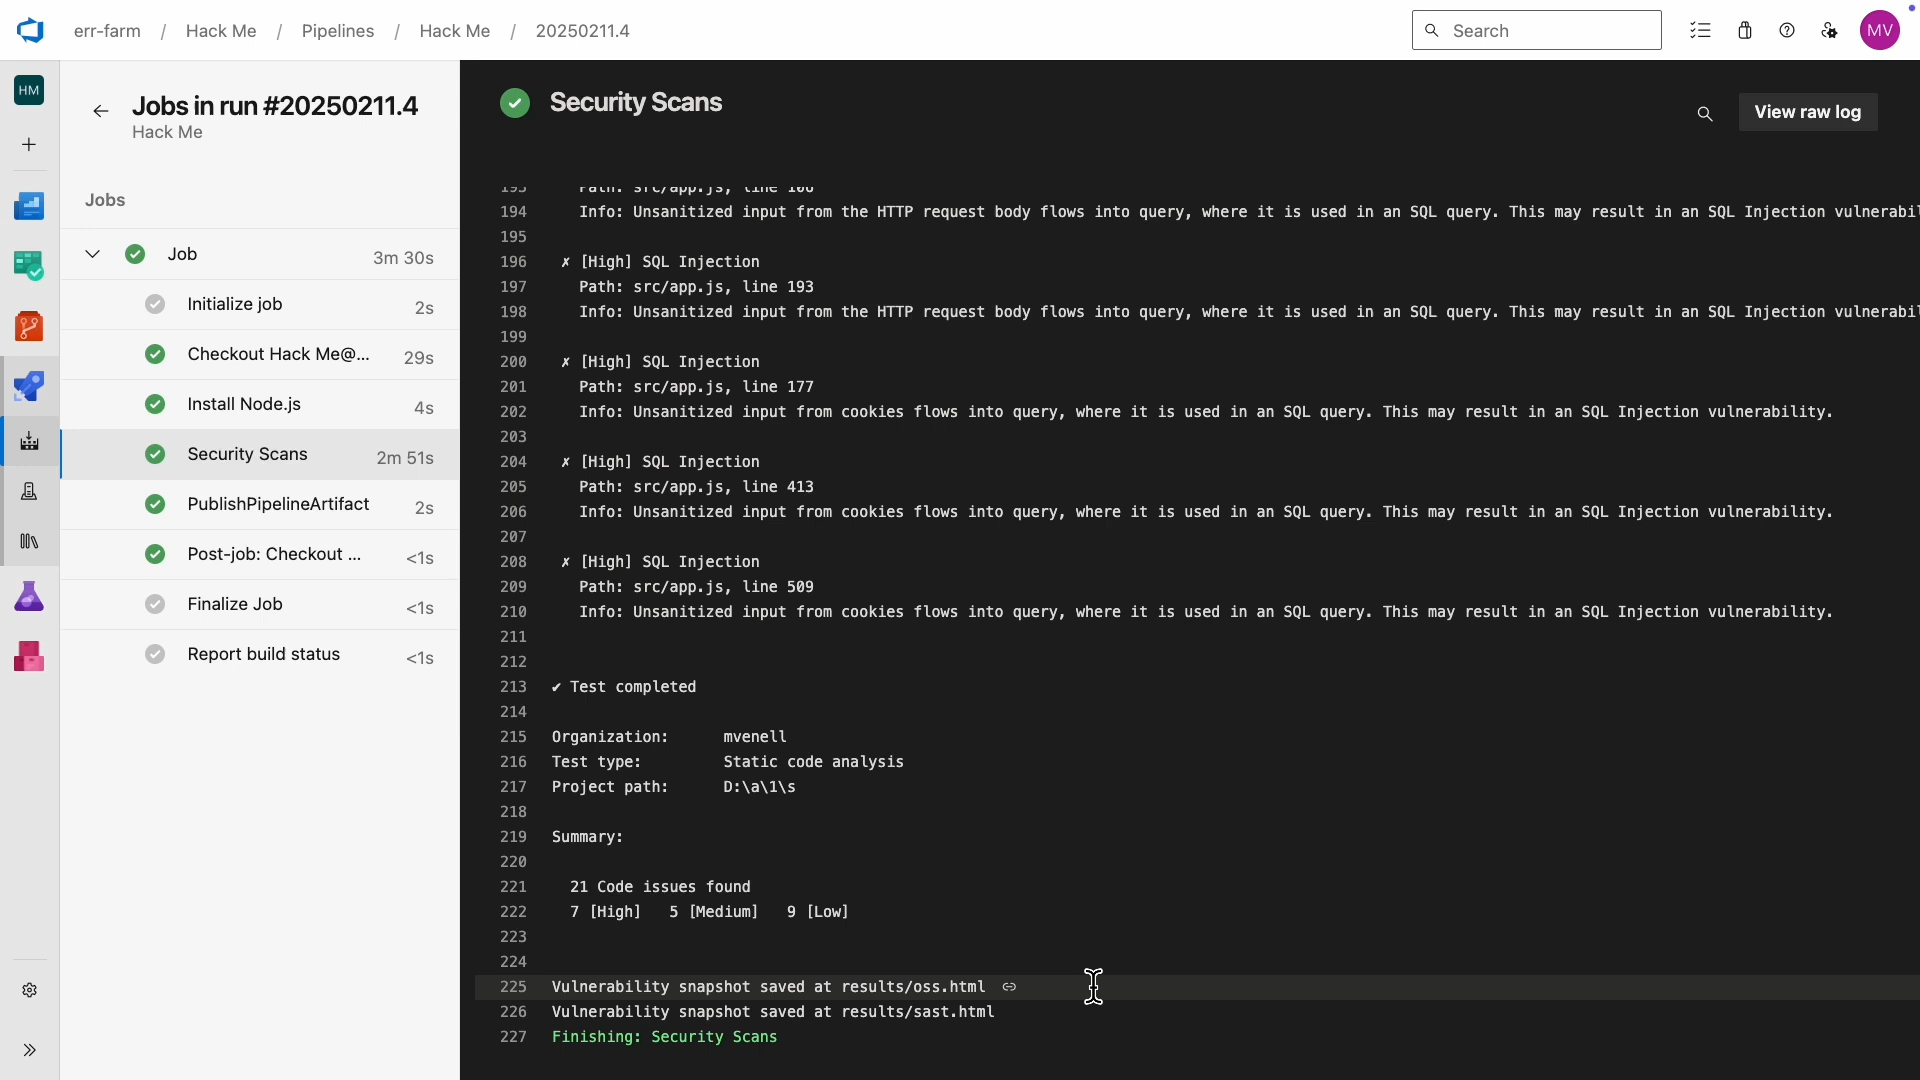 err-farm / Hack Me / Pipelines / Hack Me / 20250211.4
Search
MV
HM
Jobs in run #20250211.4
Hack Me
Jobs
Job 3m 30s
Initialize job 2s
Checkout Hack Me@... 29s
Install Node.js 4s
Security Scans 2m 51s
PublishPipelineArtifact 2s
Post-job: Checkout ... <1s
Finalize Job <1s
Report build status <1s
Security Scans
View raw log
193 Path: src/app.js, line 106
194 Info: Unsanitized input from the HTTP request body flows into query, where it is used in an SQL query. This may result in an SQL Injection vulnerabil
195
196 ✗ [High] SQL Injection
197 Path: src/app.js, line 193
198 Info: Unsanitized input from the HTTP request body flows into query, where it is used in an SQL query. This may result in an SQL Injection vulnerabil
199
200 ✗ [High] SQL Injection
201 Path: src/app.js, line 177
202 Info: Unsanitized input from cookies flows into query, where it is used in an SQL query. This may result in an SQL Injection vulnerability.
203
204 ✗ [High] SQL Injection
205 Path: src/app.js, line 413
206 Info: Unsanitized input from cookies flows into query, where it is used in an SQL query. This may result in an SQL Injection vulnerability.
207
208 ✗ [High] SQL Injection
209 Path: src/app.js, line 509
210 Info: Unsanitized input from cookies flows into query, where it is used in an SQL query. This may result in an SQL Injection vulnerability.
211
212
213 ✔ Test completed
214
215 Organization: mvenell
216 Test type: Static code analysis
217 Project path: D:\a\1\s
218
219 Summary:
220
221 21 Code issues found
222 7 [High] 5 [Medium] 9 [Low]
223
224
225 Vulnerability snapshot saved at results/oss.html
226 Vulnerability snapshot saved at results/sast.html
227 Finishing: Security Scans